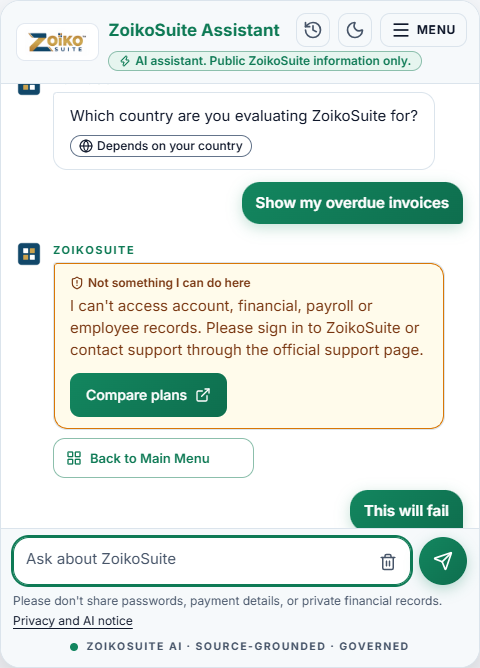 ZOiKO™
SUITE
ZoikoSuite Assistant
MENU
AI assistant. Public ZoikoSuite information only.
Which country are you evaluating ZoikoSuite for?
Depends on your country
Show my overdue invoices
ZOIKOSUITE
Not something I can do here
I can't access account, financial, payroll or
employee records. Please sign in to ZoikoSuite or
contact support through the official support page.
Compare plans
Back to Main Menu
This will fail
Ask about ZoikoSuite
Please don't share passwords, payment details, or private financial records.
Privacy and AI notice
ZOIKOSUITE AI · SOURCE-GROUNDED · GOVERNED